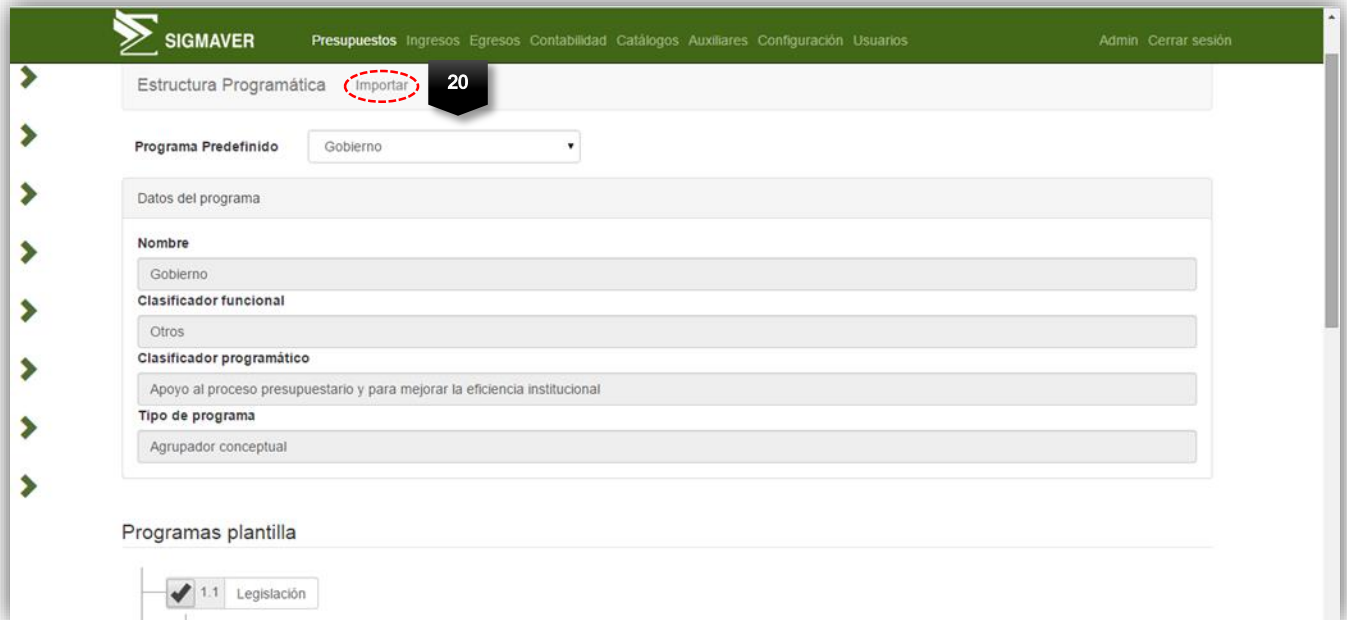 SIGMAVER Presupuestos Ingresos Egresos Contabilidad Catálogos Auxiliares Configuración Usuarios Admin Cerrar sesión
Estructura Programática Importar 20
Programa Predefinido Gobierno
Datos del programa
Nombre
Gobierno
Clasificador funcional
Otros
Clasificador programático
Apoyo al proceso presupuestario y para mejorar la eficiencia institucional
Tipo de programa
Agrupador conceptual
Programas plantilla
1.1 Legislación